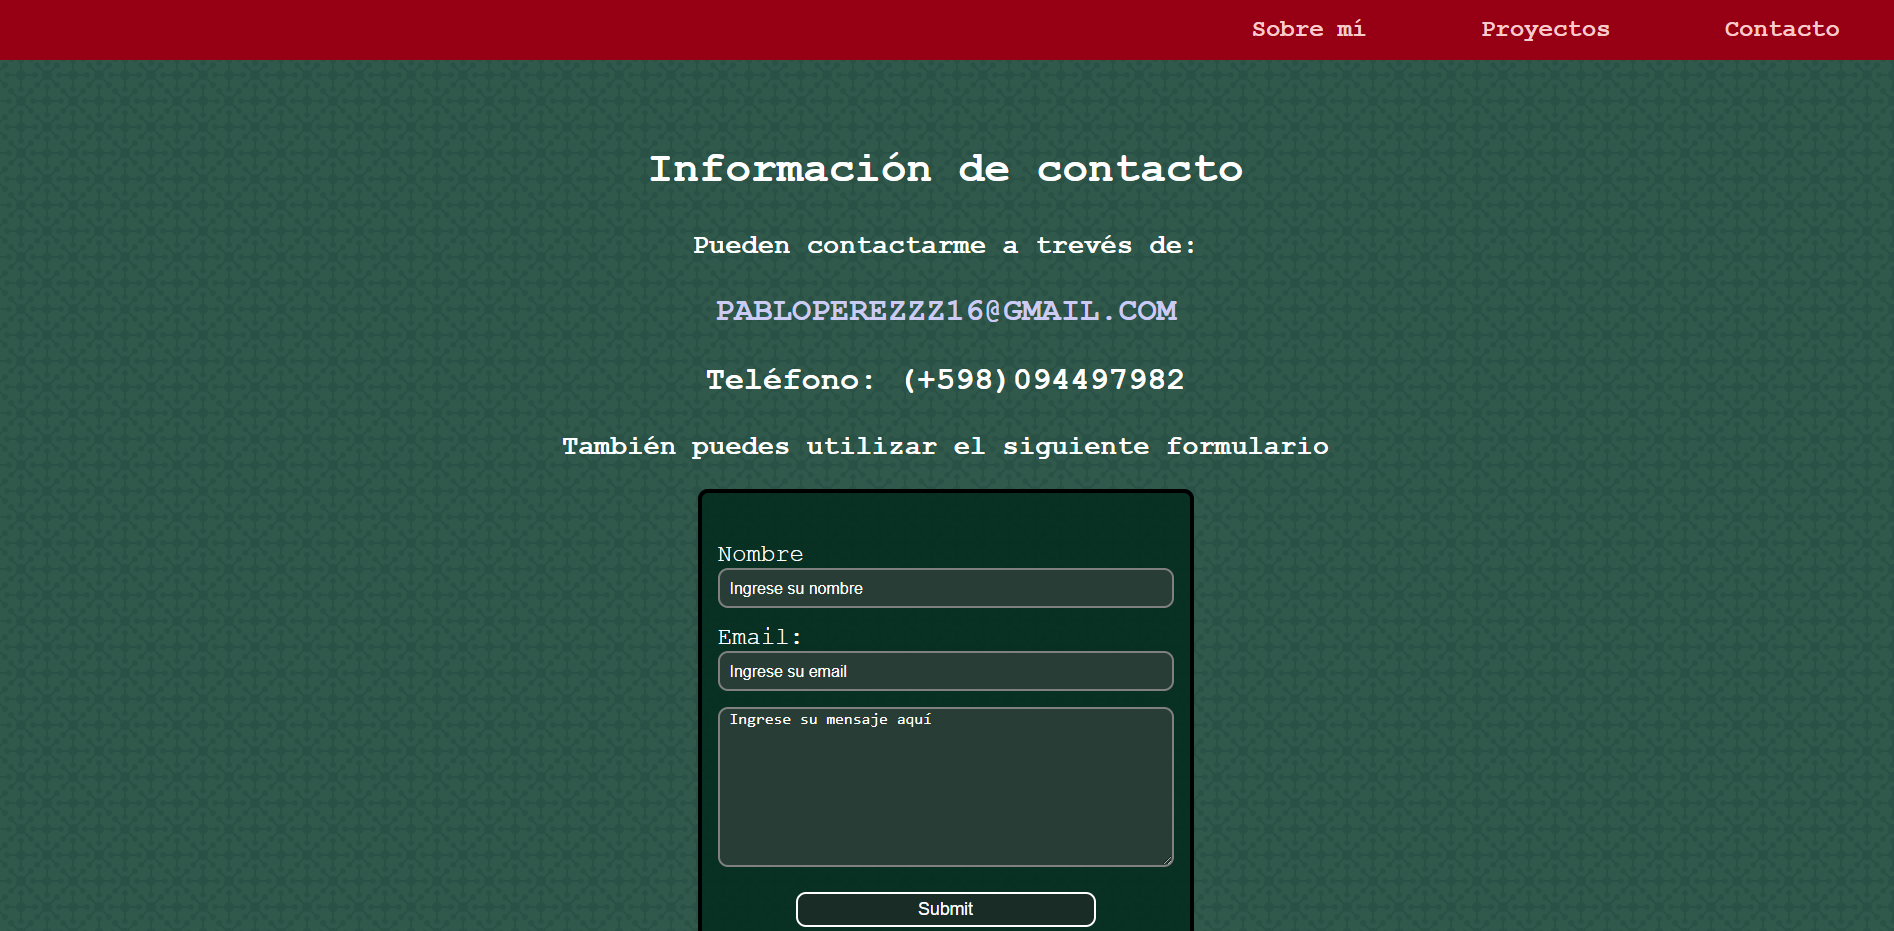 Sobre mí Proyectos Contacto
Información de contacto
Pueden contactarme a trevés de:
PABLOPEREZZZ16@GMAIL.COM
Teléfono: (+598)094497982
También puedes utilizar el siguiente formulario
Nombre
Ingrese su nombre
Email:
Ingrese su email
Ingrese su mensaje aquí
Submit